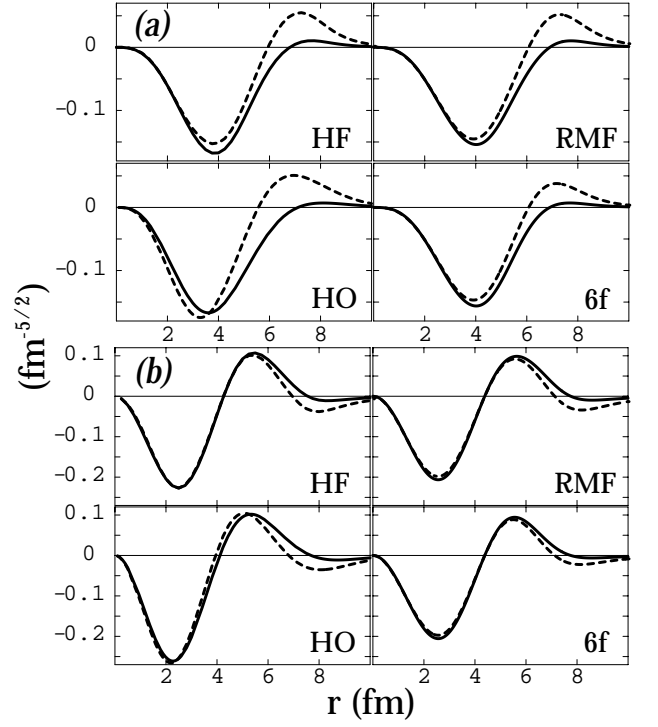 (a)
0
-0.1
HF
RMF
0
-0.1
HO
6f
2 4 6 8 2 4 6 8
(fm-5/2)
(b)
0.1
0
-0.1
-0.2
HF
RMF
0.1
0
-0.1
-0.2
HO
6f
2 4 6 8 2 4 6 8
r (fm)